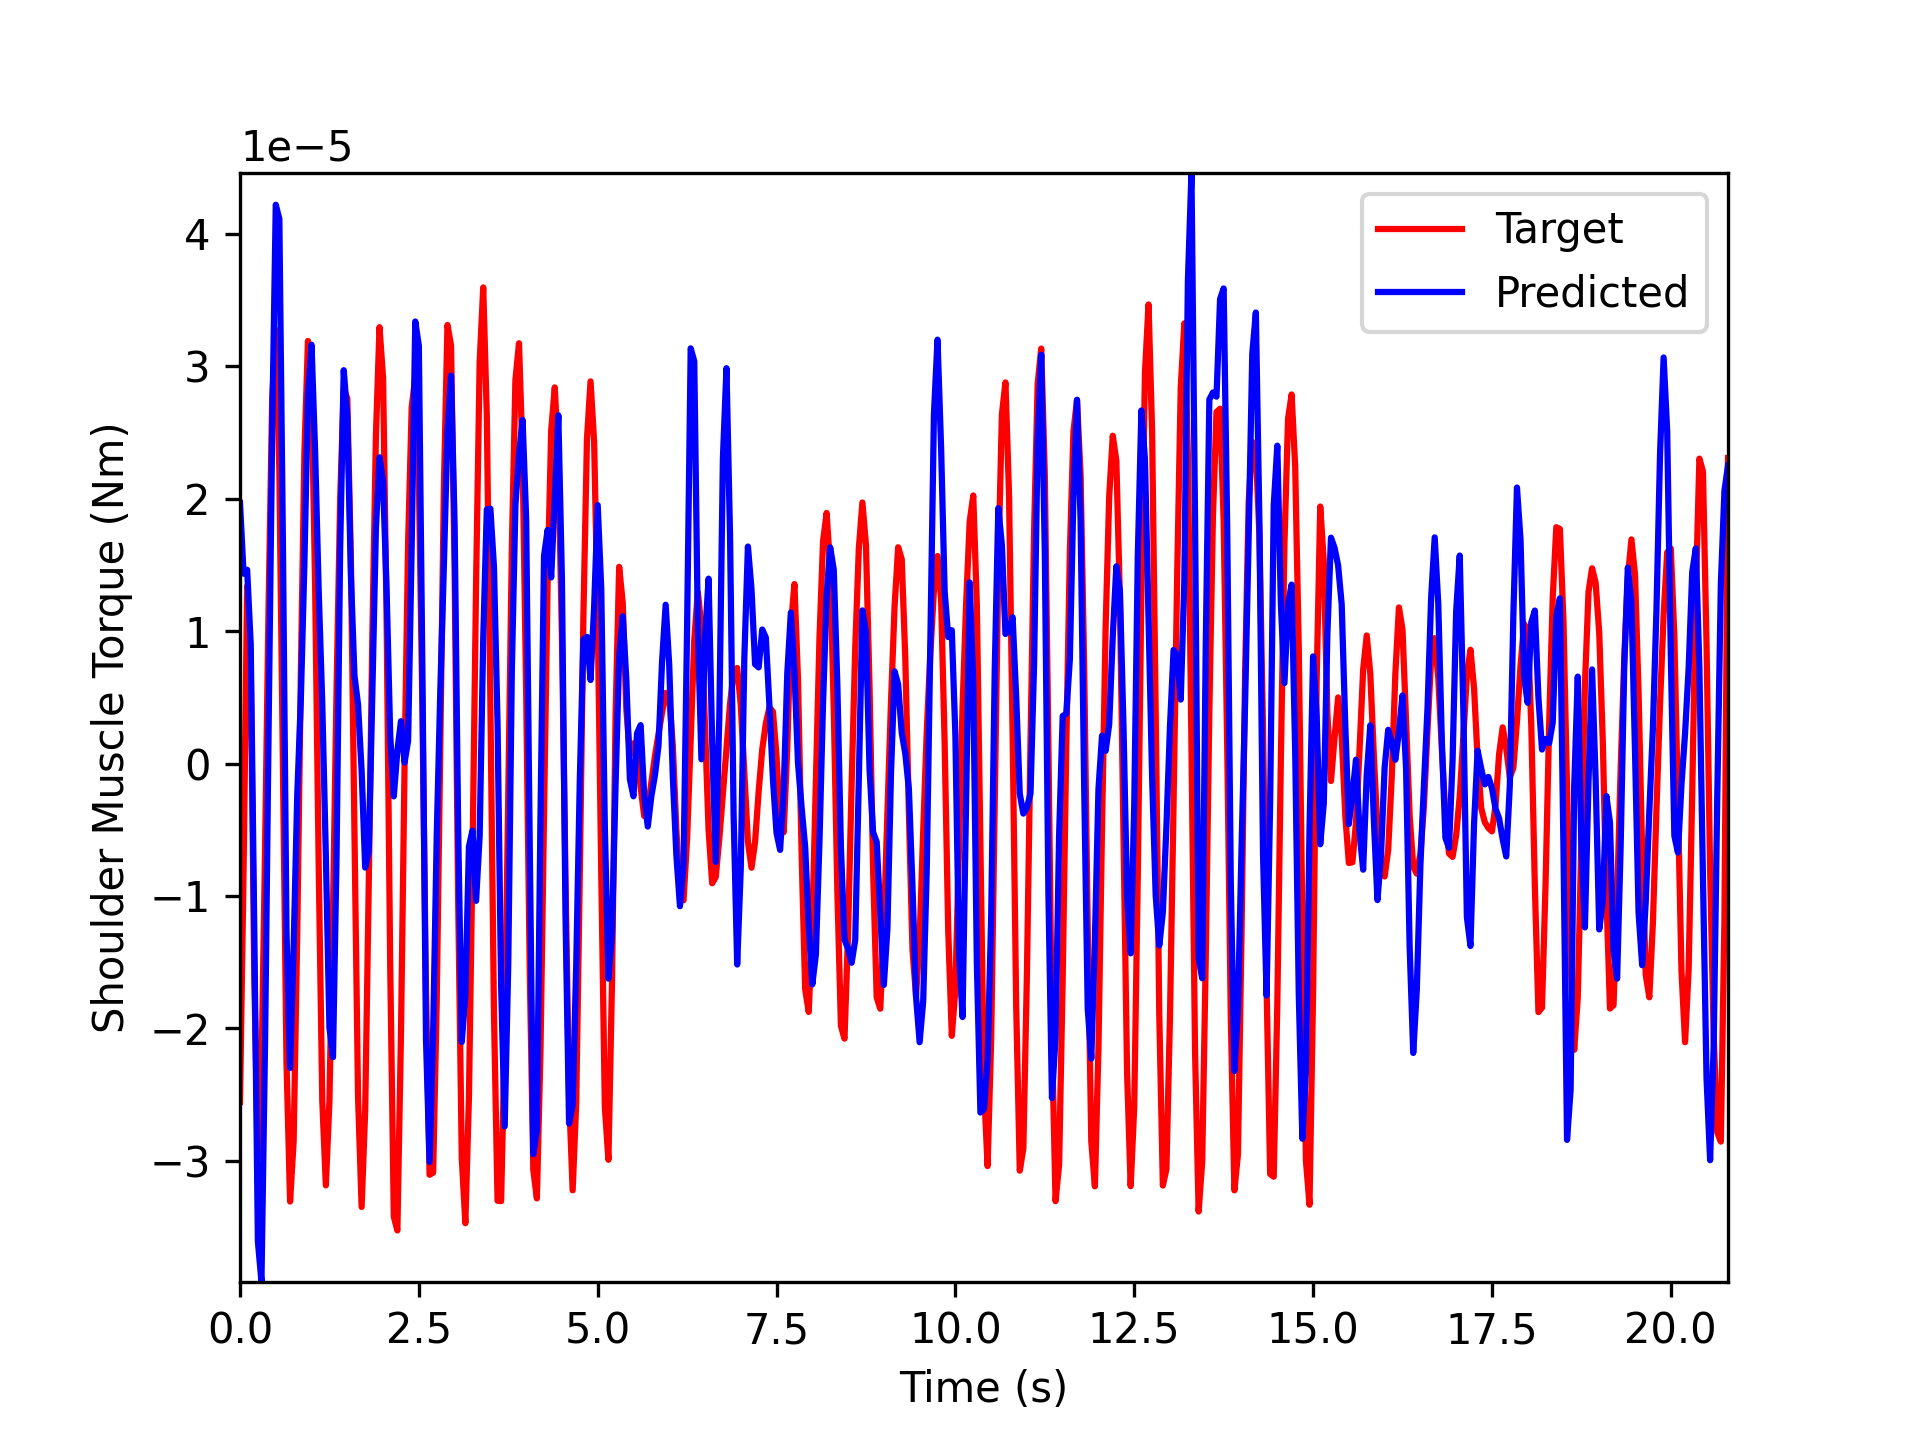 1e−5
Target
Predicted
4
3
2
1
0
−1
−2
−3
Shoulder Muscle Torque (Nm)
0.0 2.5 5.0 7.5 10.0 12.5 15.0 17.5 20.0
Time (s)